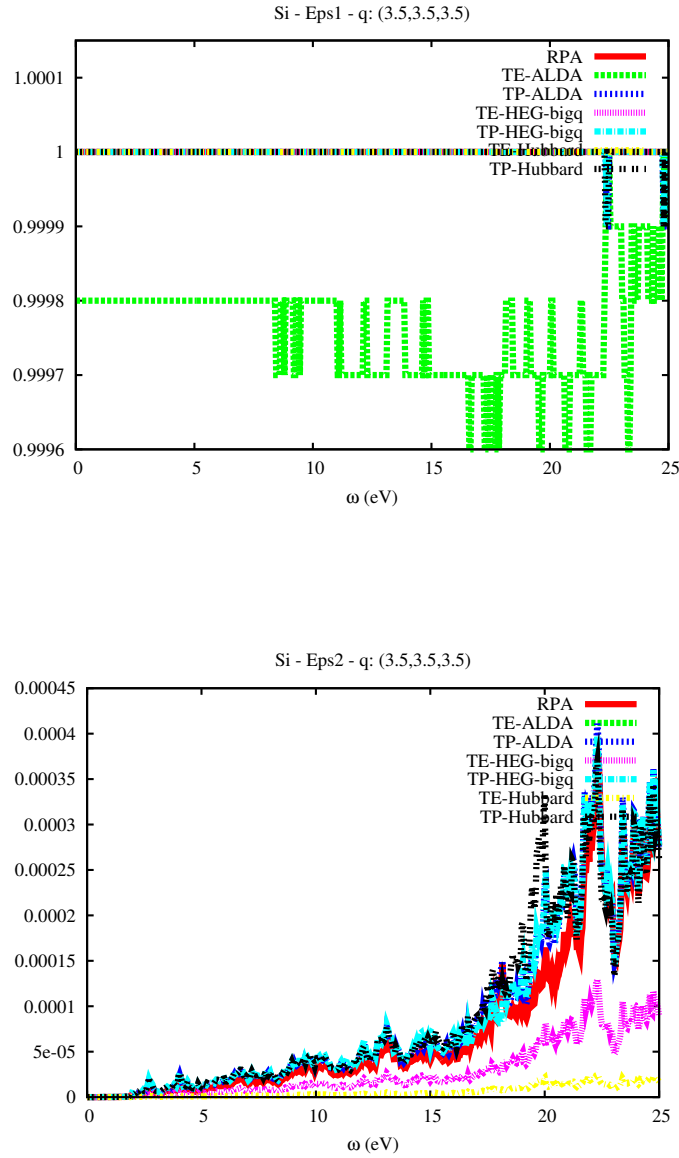 Si - Eps1 - q: (3.5,3.5,3.5)
1.0001
1
0.9999
0.9998
0.9997
0.9996
RPA
TE-ALDA
TP-ALDA
TE-HEG-bigq
TP-HEG-bigq
TE-Hubbard
TP-Hubbard
0 5 10 15 20 25
ω (eV)
Si - Eps2 - q: (3.5,3.5,3.5)
0.00045
0.0004
0.00035
0.0003
0.00025
0.0002
0.00015
0.0001
5e-05
0
RPA
TE-ALDA
TP-ALDA
TE-HEG-bigq
TP-HEG-bigq
TE-Hubbard
TP-Hubbard
0 5 10 15 20 25
ω (eV)